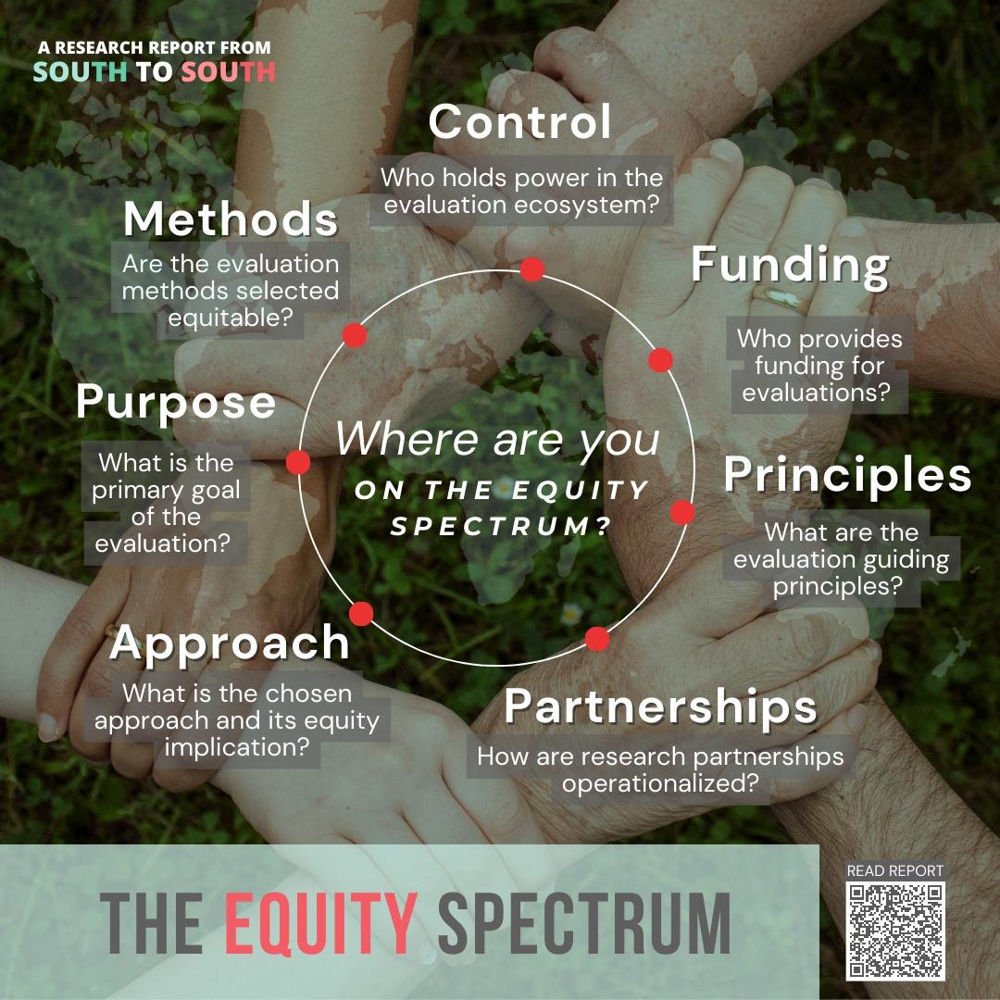 A RESEARCH REPORT FROM
SOUTH TO SOUTH
Control
Who holds power in the
evaluation ecosystem?
Methods
Are the evaluation
methods selected
equitable?
Funding
Who provides
funding for
evaluations?
Purpose
What is the
primary goal
of the
evaluation?
Where are you
ON THE EQUITY
SPECTRUM?
Principles
What are the
evaluation guiding
principles?
Approach
What is the chosen
approach and its equity
implication?
Partnerships
How are research partnerships
operationalized?
THE EQUITY SPECTRUM
READ REPORT